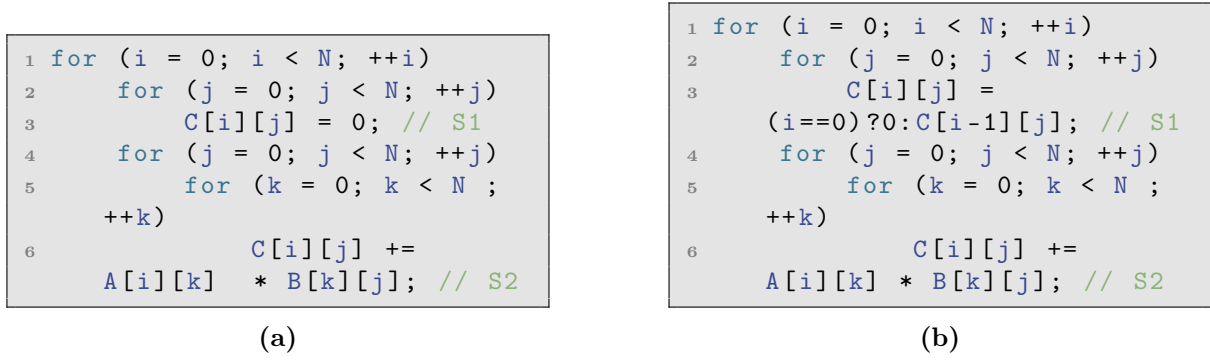 1 for (i = 0; i < N; ++i)
2 for (j = 0; j < N; ++j)
3 C[i][j] = 0; // S1
4 for (j = 0; j < N; ++j)
5 for (k = 0; k < N ;
++k)
6 C[i][j] +=
A[i][k] * B[k][j]; // S2
(a)
1 for (i = 0; i < N; ++i)
2 for (j = 0; j < N; ++j)
3 C[i][j] =
(i==0)?0:C[i-1][j]; // S1
4 for (j = 0; j < N; ++j)
5 for (k = 0; k < N ;
++k)
6 C[i][j] +=
A[i][k] * B[k][j]; // S2
(b)